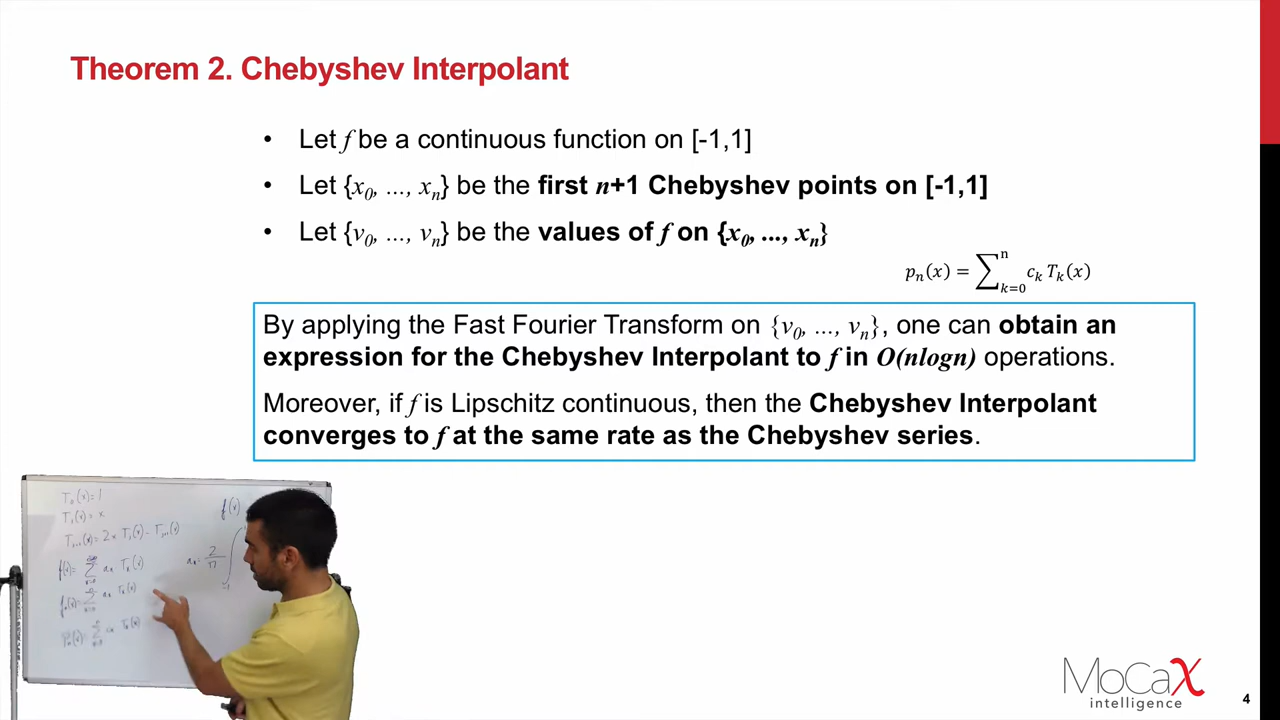 Theorem 2. Chebyshev Interpolant
• Let f be a continuous function on [-1,1]
• Let {x₀, ..., xₙ} be the first n+1 Chebyshev points on [-1,1]
• Let {v₀, ..., vₙ} be the values of f on {x₀, ..., xₙ}
pₙ(x) = ∑ⁿₖ₌₀ cₖ Tₖ(x)
By applying the Fast Fourier Transform on {v₀, ..., vₙ}, one can obtain an
expression for the Chebyshev Interpolant to f in O(nlogn) operations.
Moreover, if f is Lipschitz continuous, then the Chebyshev Interpolant
converges to f at the same rate as the Chebyshev series.
T₀(x)=1
T₁(x)=x
f(x)
MoCaX
intelligence
4